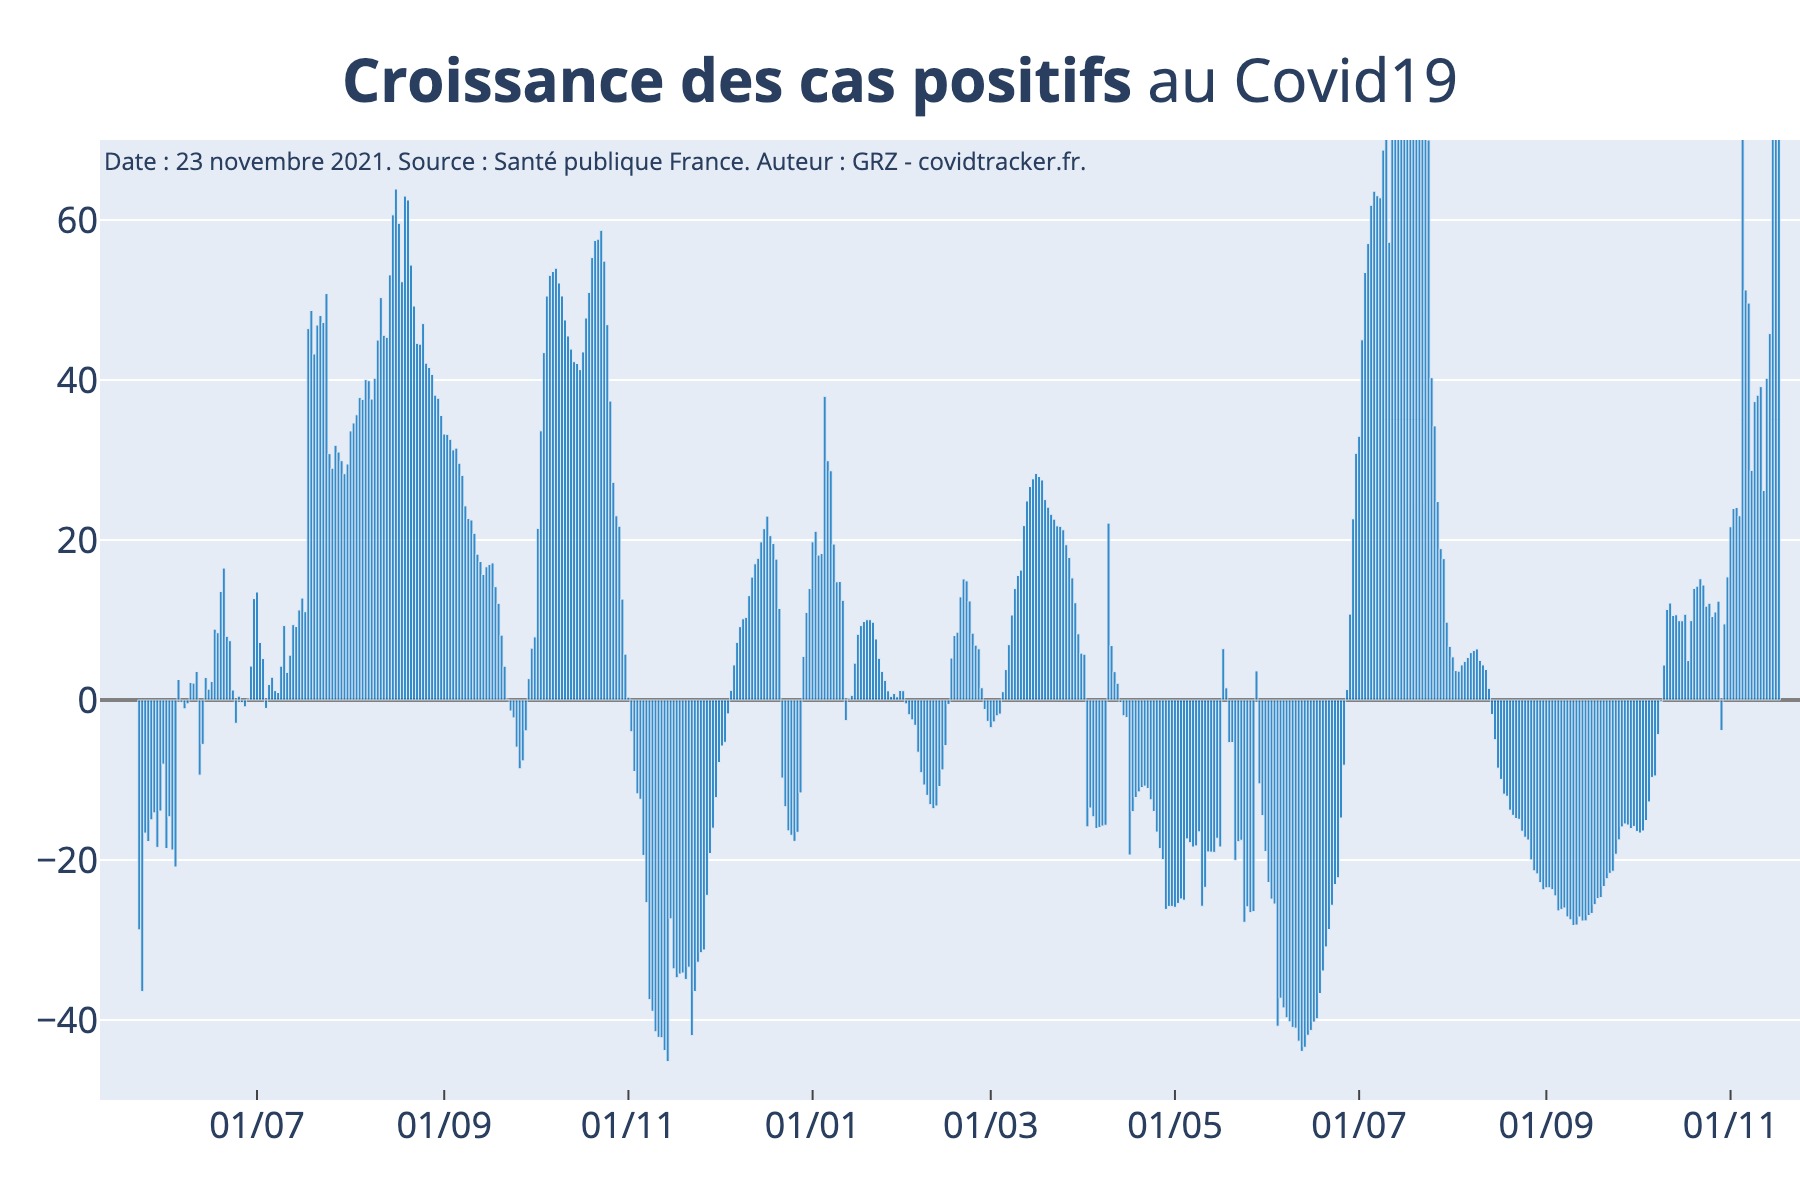 Croissance des cas positifs au Covid19
Date : 23 novembre 2021. Source : Santé publique France. Auteur : GRZ - covidtracker.fr.
60
40
20
0
−20
−40
01/07 01/09 01/11 01/01 01/03 01/05 01/07 01/09 01/11